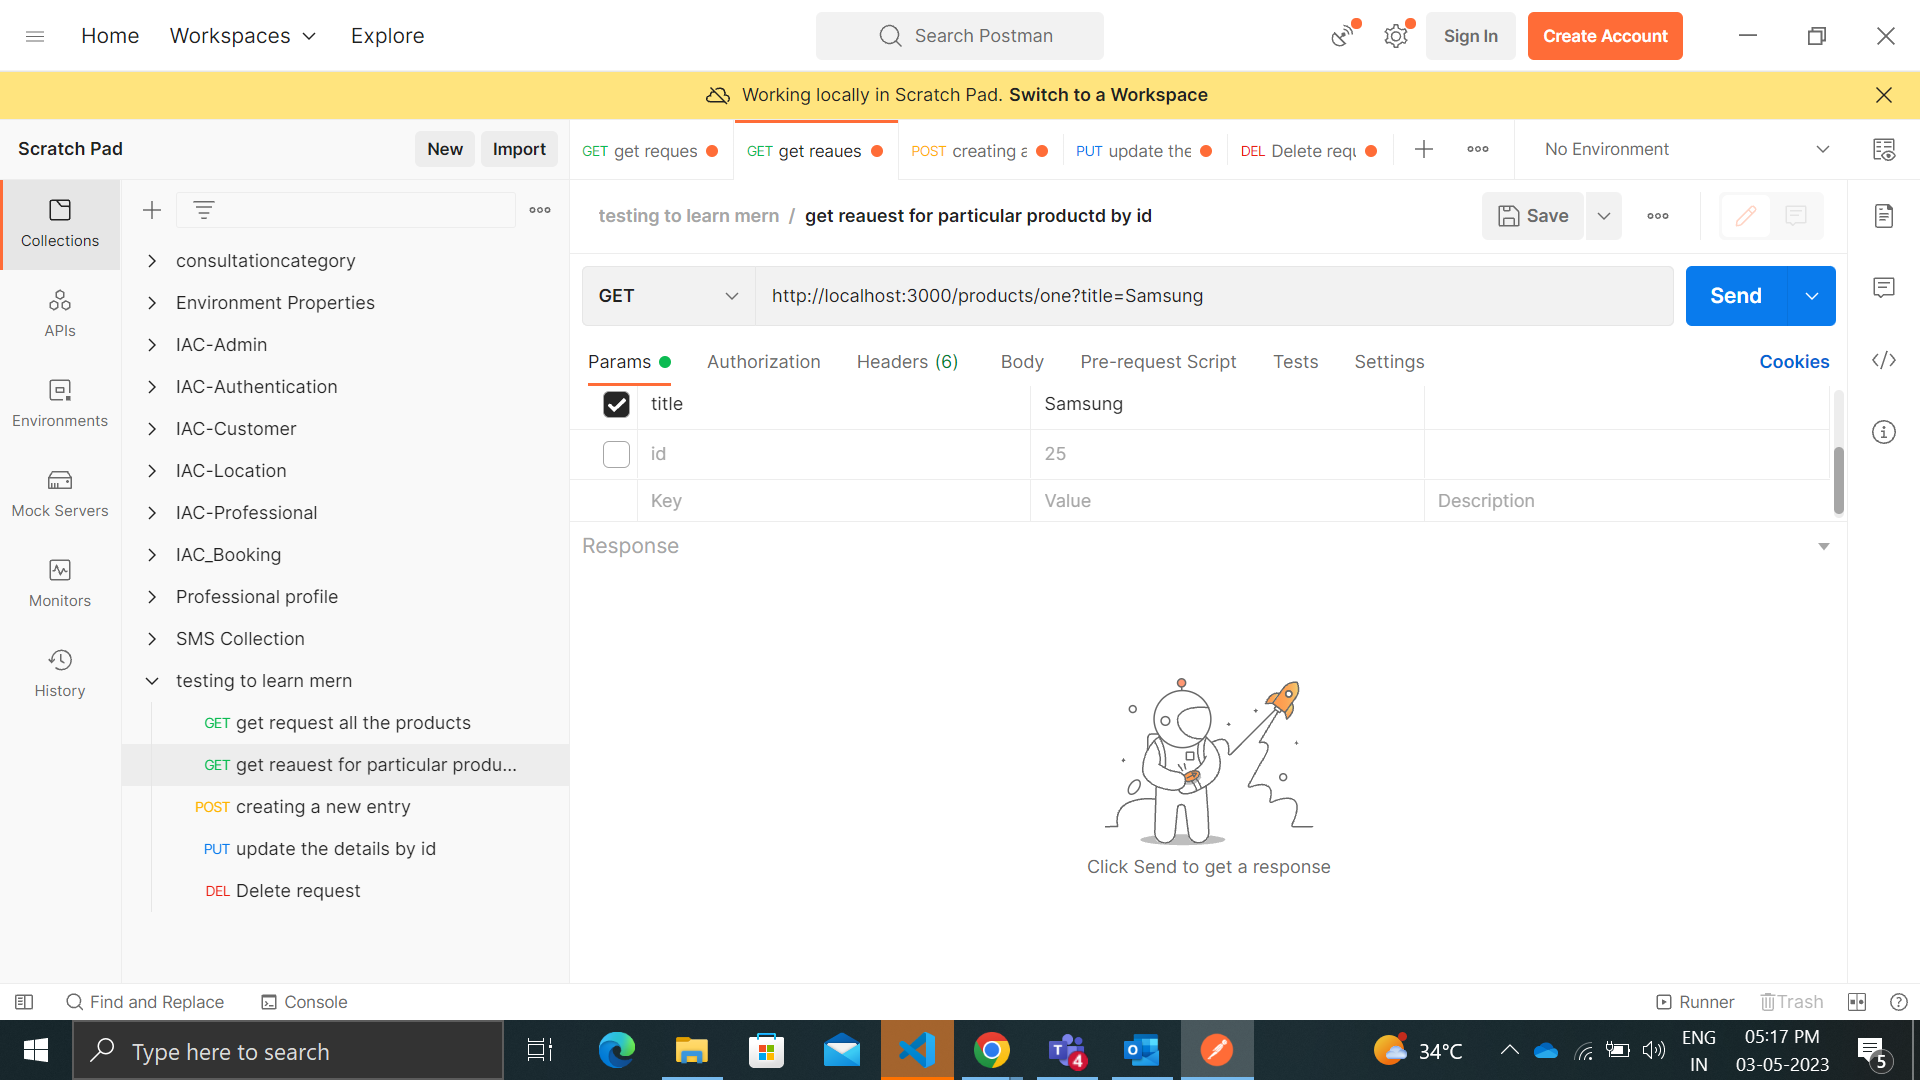 Home
Workspaces
Explore
Search Postman
Sign In
Create Account
Working locally in Scratch Pad. Switch to a Workspace
Scratch Pad
New
Import
GET get reques
GET get reaues
POST creating a
PUT update the
DEL Delete requ
No Environment
Collections
APIs
Environments
Mock Servers
Monitors
History
consultationcategory
Environment Properties
IAC-Admin
IAC-Authentication
IAC-Customer
IAC-Location
IAC-Professional
IAC_Booking
Professional profile
SMS Collection
testing to learn mern
GET get request all the products
GET get reauest for particular produ...
POST creating a new entry
PUT update the details by id
DEL Delete request
testing to learn mern / get reauest for particular productd by id
Save
GET
http://localhost:3000/products/one?title=Samsung
Send
Params
Authorization
Headers (6)
Body
Pre-request Script
Tests
Settings
Cookies
title
Samsung
id
25
Key
Value
Description
Response
Click Send to get a response
Find and Replace
Console
Runner
Trash
Type here to search
4
34°C
ENG
IN
05:17 PM
03-05-2023
5